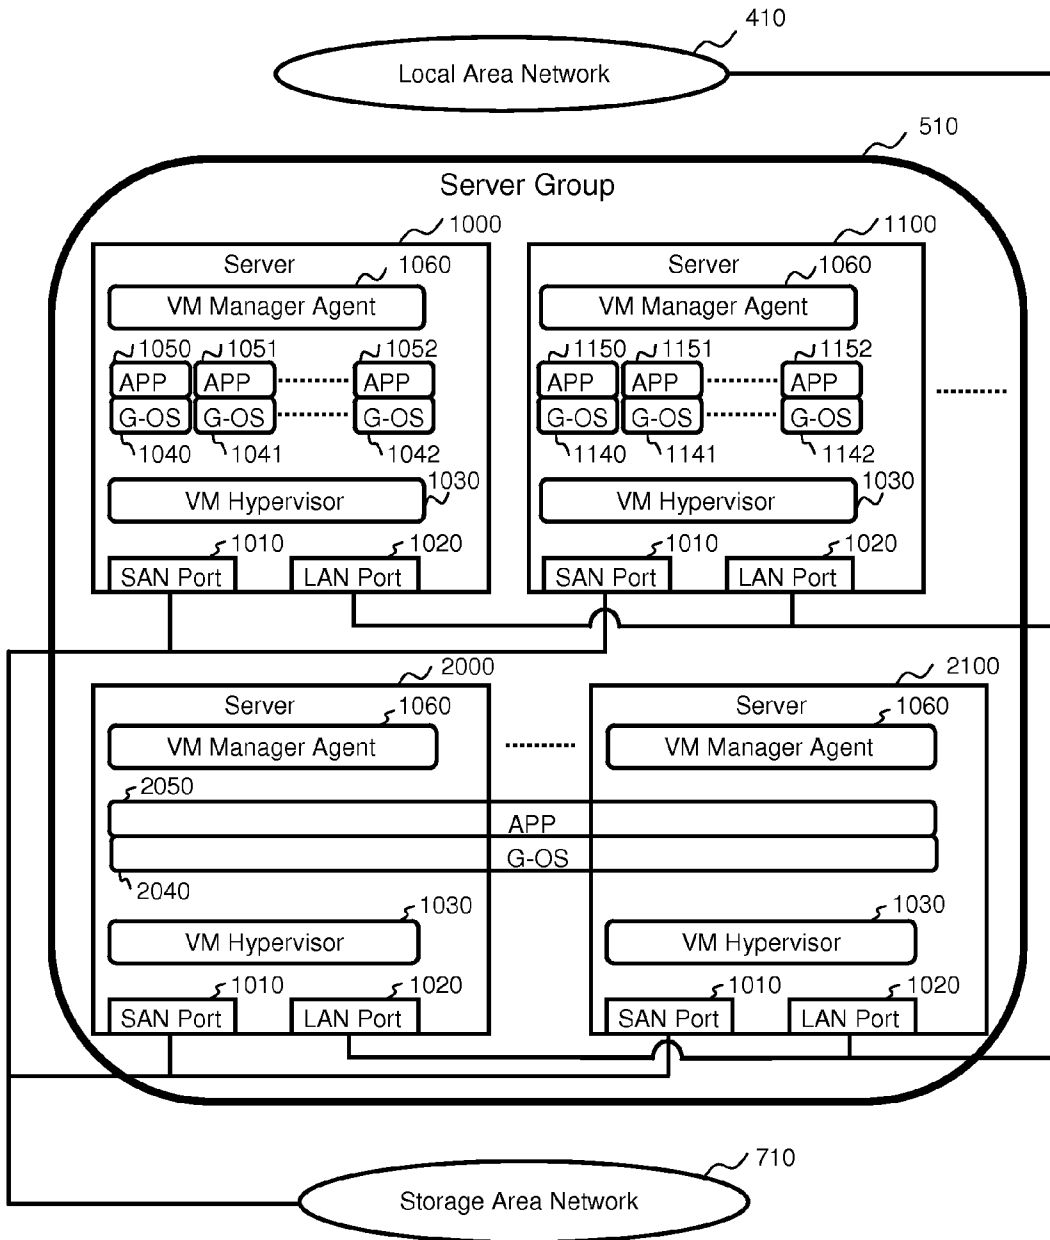 410
Local Area Network
510
Server Group
1000
1100
Server
1060
Server
1060
VM Manager Agent
VM Manager Agent
1050 1051 1052
1150 1151 1152
APP APP APP
APP APP APP
G-OS G-OS G-OS
G-OS G-OS G-OS
1040 1041 1042
1140 1141 1142
1030
1030
VM Hypervisor
VM Hypervisor
1010 1020
1010 1020
SAN Port LAN Port
SAN Port LAN Port
2000
2100
Server
1060
Server
1060
VM Manager Agent
VM Manager Agent
2050
APP
G-OS
2040
1030
1030
VM Hypervisor
VM Hypervisor
1010 1020
1010 1020
SAN Port LAN Port
SAN Port LAN Port
710
Storage Area Network